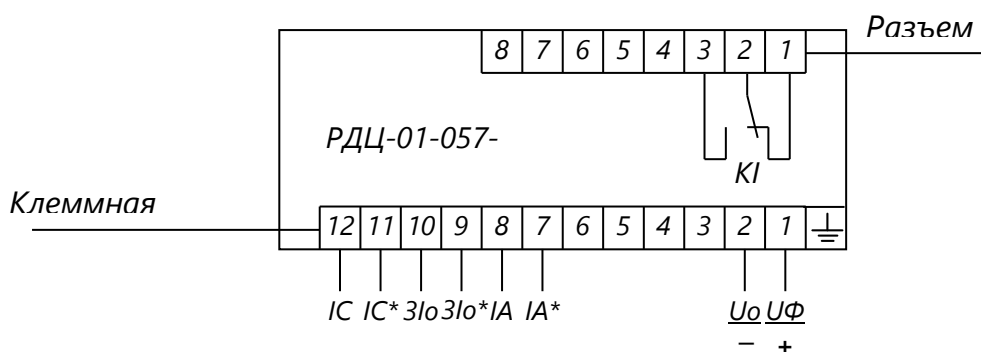 Разъем
8 7 6 5 4 3 2 1
РДЦ-01-057-
КI
Клеммная
12 11 10 9 8 7 6 5 4 3 2 1
IC IC* 3Io 3Io* IA IA* Uo UФ
− +